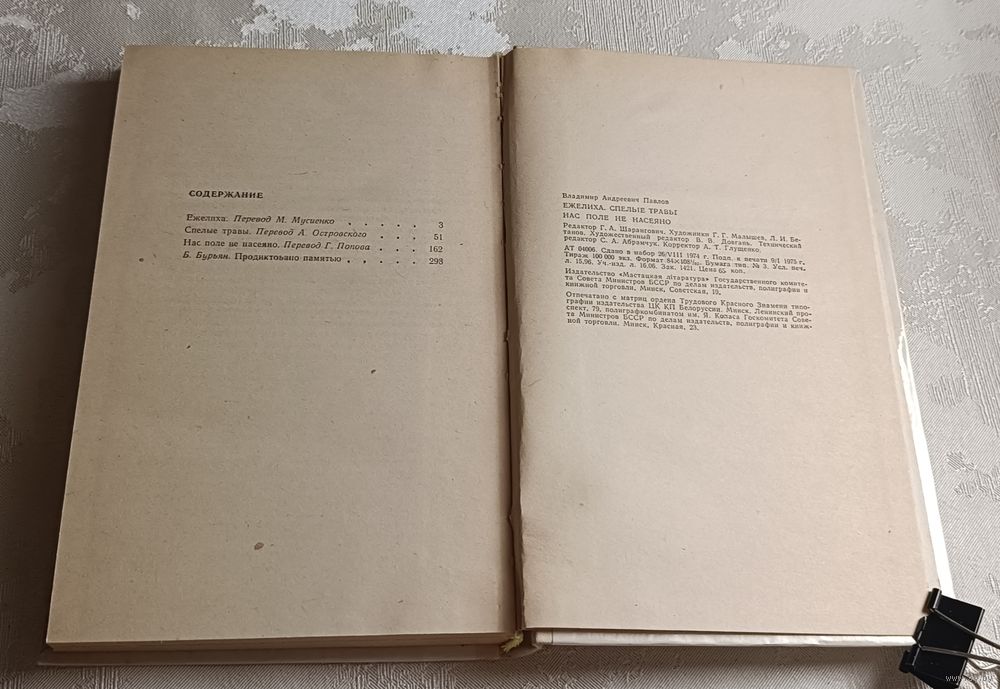 СОДЕРЖАНИЕ
Ежелиха. Перевод М. Мусиенко . . . . . . 3
Спелые травы. Перевод А. Островского . . . . 51
Нас поле не насеяно. Перевод Г. Попова . . . . 162
Б. Бурьян. Продиктовано памятью . . . . . . 293
Владимир Андреевич Павлов
ЕЖЕЛИХА. СПЕЛЫЕ ТРАВЫ
НАС ПОЛЕ НЕ НАСЕЯНО
Редактор Г. А. Шарангович. Художники Г. Г. Малышев, Л. И. Бе-
танов. Художественный редактор В. В. Довгань. Технический
редактор С. А. Абрамчук. Корректор А. Т. Глущенко.
АТ 04006. Сдано в набор 26/VIII 1974 г. Подп. к печати 9/I 1975 г.
Тираж 100 000 экз. Формат 84×108¹/₃₂. Бумага тип. № 3. Усл. печ.
л. 15,96. Уч.-изд. л. 16,06. Зак. 1421. Цена 65 коп.
Издательство «Мастацкая літаратура» Государственного комите-
та Совета Министров БССР по делам издательств, полиграфии и
книжной торговли. Минск, Советская, 19.
Отпечатано с матриц ордена Трудового Красного Знамени типо-
графии издательства ЦК КП Белоруссии. Минск, Ленинский про-
спект, 79, полиграфкомбинатом им. Я. Коласа Госкомитета Сове-
та Министров БССР по делам издательств, полиграфии и книж-
ной торговли. Минск, Красная, 23.